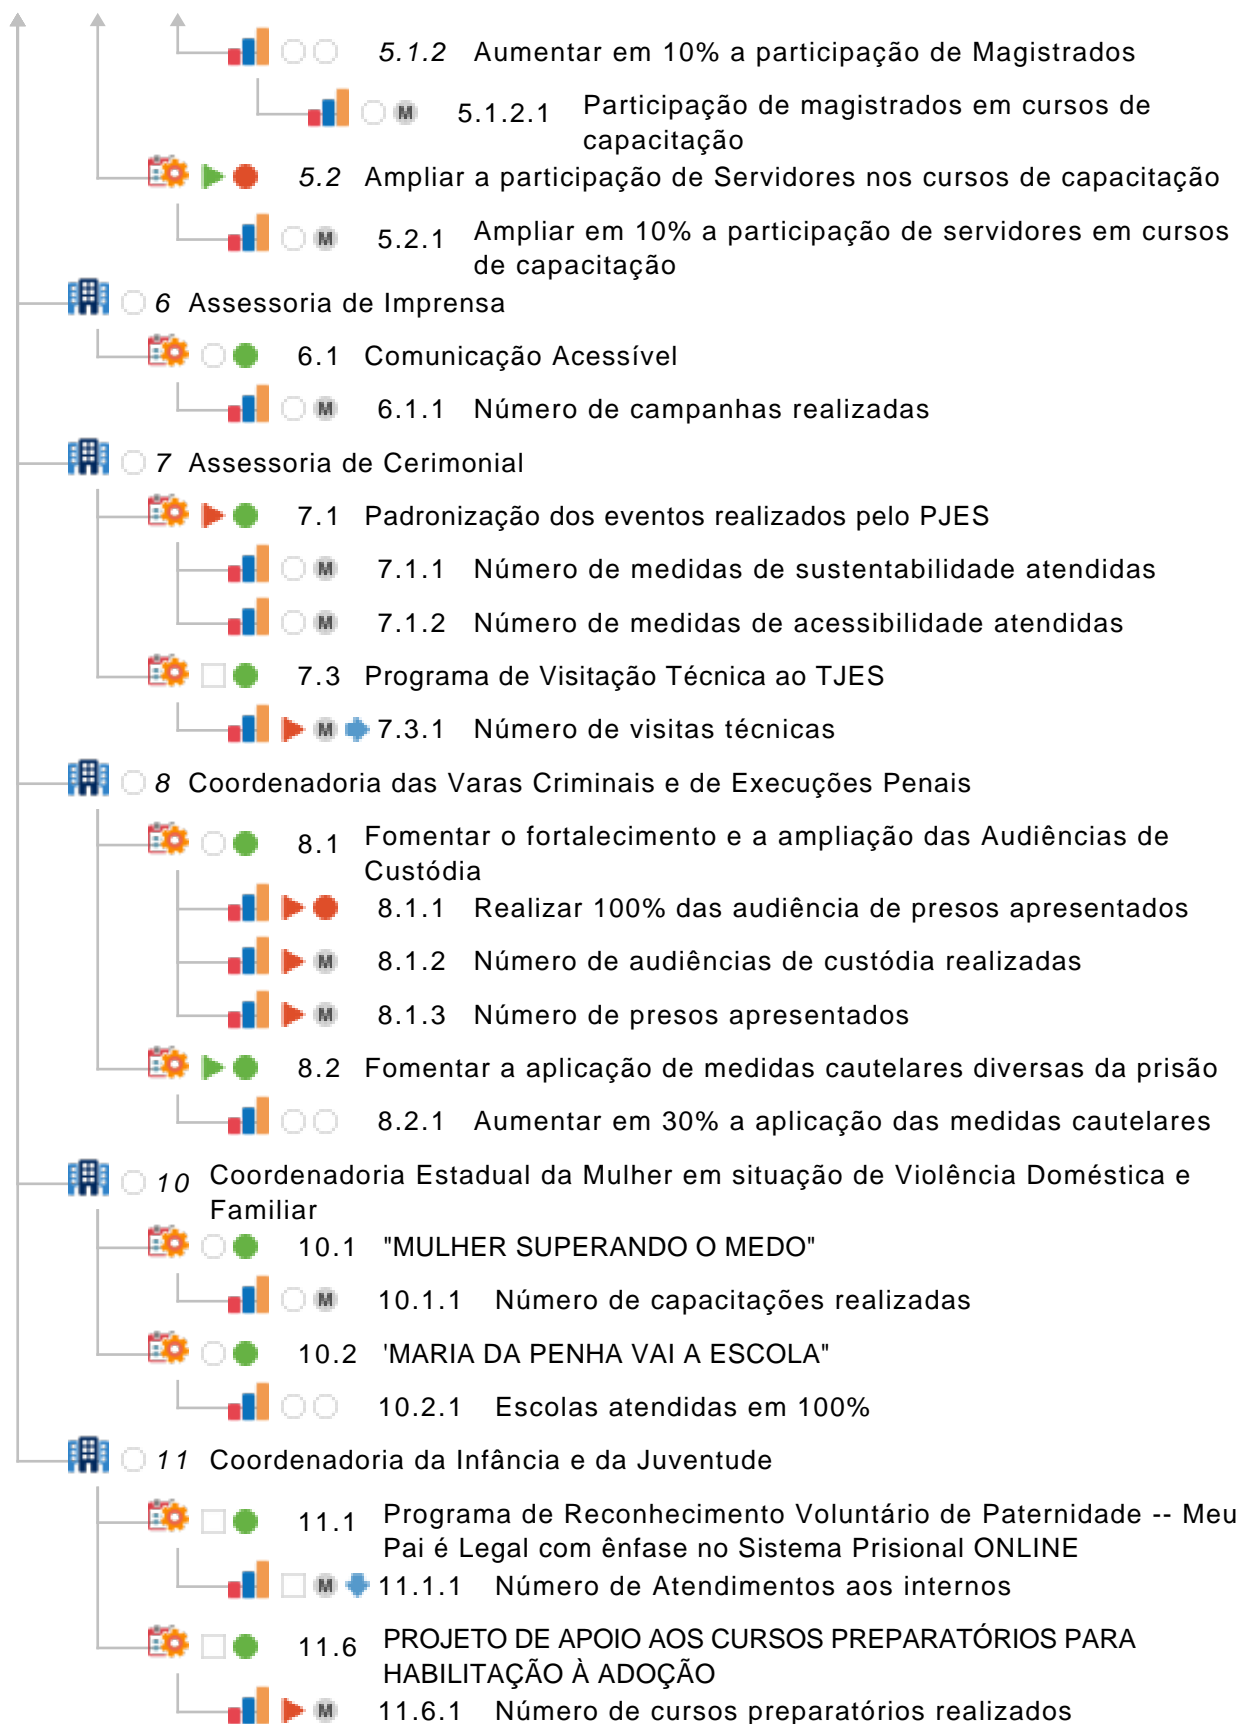 5.1.2 Aumentar em 10% a participação de Magistrados
M 5.1.2.1 Participação de magistrados em cursos de
capacitação
5.2 Ampliar a participação de Servidores nos cursos de capacitação
M 5.2.1 Ampliar em 10% a participação de servidores em cursos
de capacitação
6 Assessoria de Imprensa
6.1 Comunicação Acessível
M 6.1.1 Número de campanhas realizadas
7 Assessoria de Cerimonial
7.1 Padronização dos eventos realizados pelo PJES
M 7.1.1 Número de medidas de sustentabilidade atendidas
M 7.1.2 Número de medidas de acessibilidade atendidas
7.3 Programa de Visitação Técnica ao TJES
M 7.3.1 Número de visitas técnicas
8 Coordenadoria das Varas Criminais e de Execuções Penais
8.1 Fomentar o fortalecimento e a ampliação das Audiências de
Custódia
8.1.1 Realizar 100% das audiência de presos apresentados
M 8.1.2 Número de audiências de custódia realizadas
M 8.1.3 Número de presos apresentados
8.2 Fomentar a aplicação de medidas cautelares diversas da prisão
8.2.1 Aumentar em 30% a aplicação das medidas cautelares
10 Coordenadoria Estadual da Mulher em situação de Violência Doméstica e
Familiar
10.1 "MULHER SUPERANDO O MEDO"
M 10.1.1 Número de capacitações realizadas
10.2 'MARIA DA PENHA VAI A ESCOLA"
10.2.1 Escolas atendidas em 100%
11 Coordenadoria da Infância e da Juventude
11.1 Programa de Reconhecimento Voluntário de Paternidade -- Meu
Pai é Legal com ênfase no Sistema Prisional ONLINE
M 11.1.1 Número de Atendimentos aos internos
11.6 PROJETO DE APOIO AOS CURSOS PREPARATÓRIOS PARA
HABILITAÇÃO À ADOÇÃO
M 11.6.1 Número de cursos preparatórios realizados